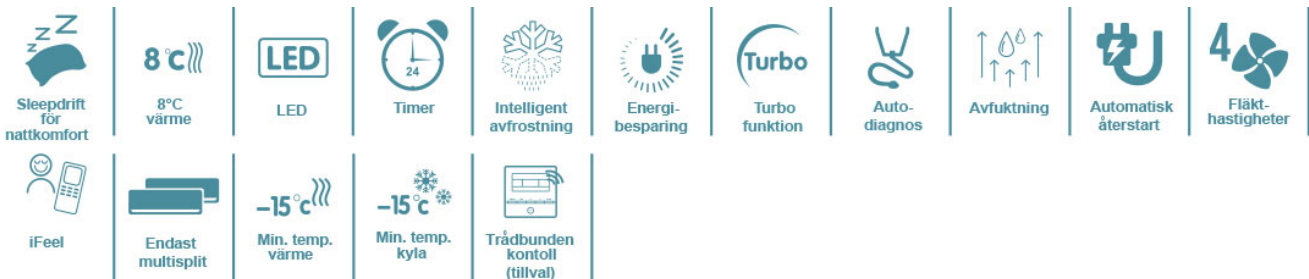 Z Z Z
Sleepdrift
för
nattkomfort
8°C
8°C
värme
LED
LED
24
Timer
Intelligent
avfrostning
Energi-
besparing
Turbo
Turbo
funktion
Auto-
diagnos
Avfuktning
Automatisk
återstart
4
Fläkt-
hastigheter
iFeel
Endast
multisplit
-15°c
Min. temp.
värme
-15°c
Min. temp.
kyla
Trådbunden
kontoll
(tillval)